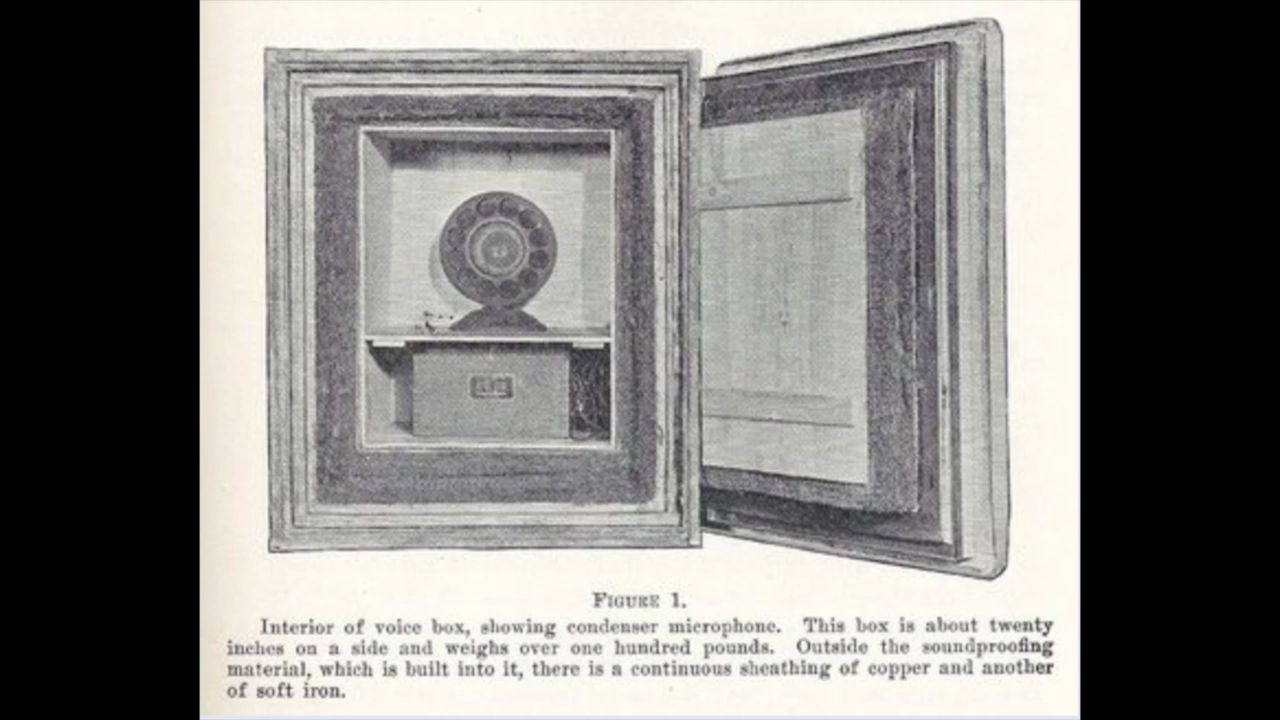 FIGURE 1.
Interior of voice box, showing condenser microphone. This box is about twenty
inches on a side and weighs over one hundred pounds. Outside the soundproofing
material, which is built into it, there is a continuous sheathing of copper and another
of soft iron.